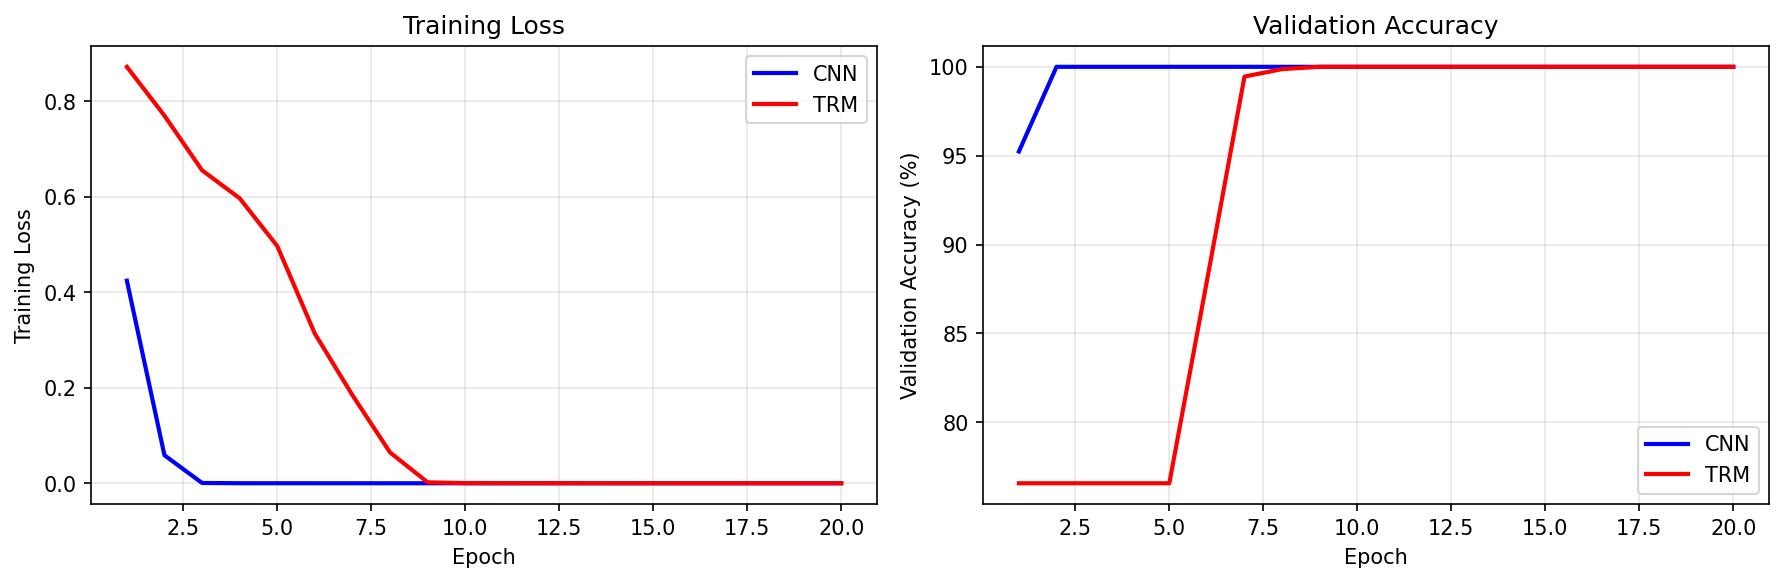 Training Loss
Training Loss
0.8
0.6
0.4
0.2
0.0
CNN
TRM
2.5 5.0 7.5 10.0 12.5 15.0 17.5 20.0
Epoch
Validation Accuracy
Validation Accuracy (%)
100
95
90
85
80
CNN
TRM
2.5 5.0 7.5 10.0 12.5 15.0 17.5 20.0
Epoch